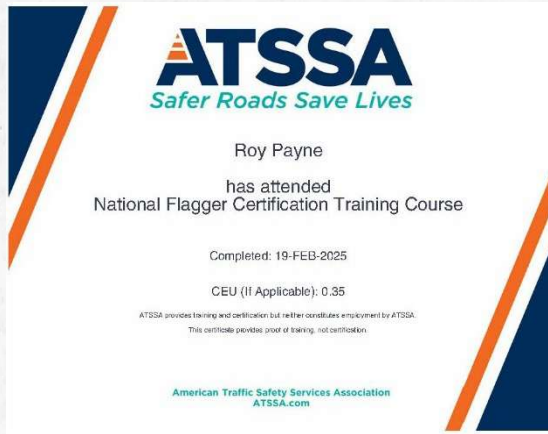 ATSSA
Safer Roads Save Lives
Roy Payne
has attended
National Flagger Certification Training Course
Completed: 19-FEB-2025
CEU (If Applicable): 0.35
ATSSA provides training and certification but neither constitutes employment by ATSSA.
This certificate provides proof of training, not certification.
American Traffic Safety Services Association
ATSSA.com